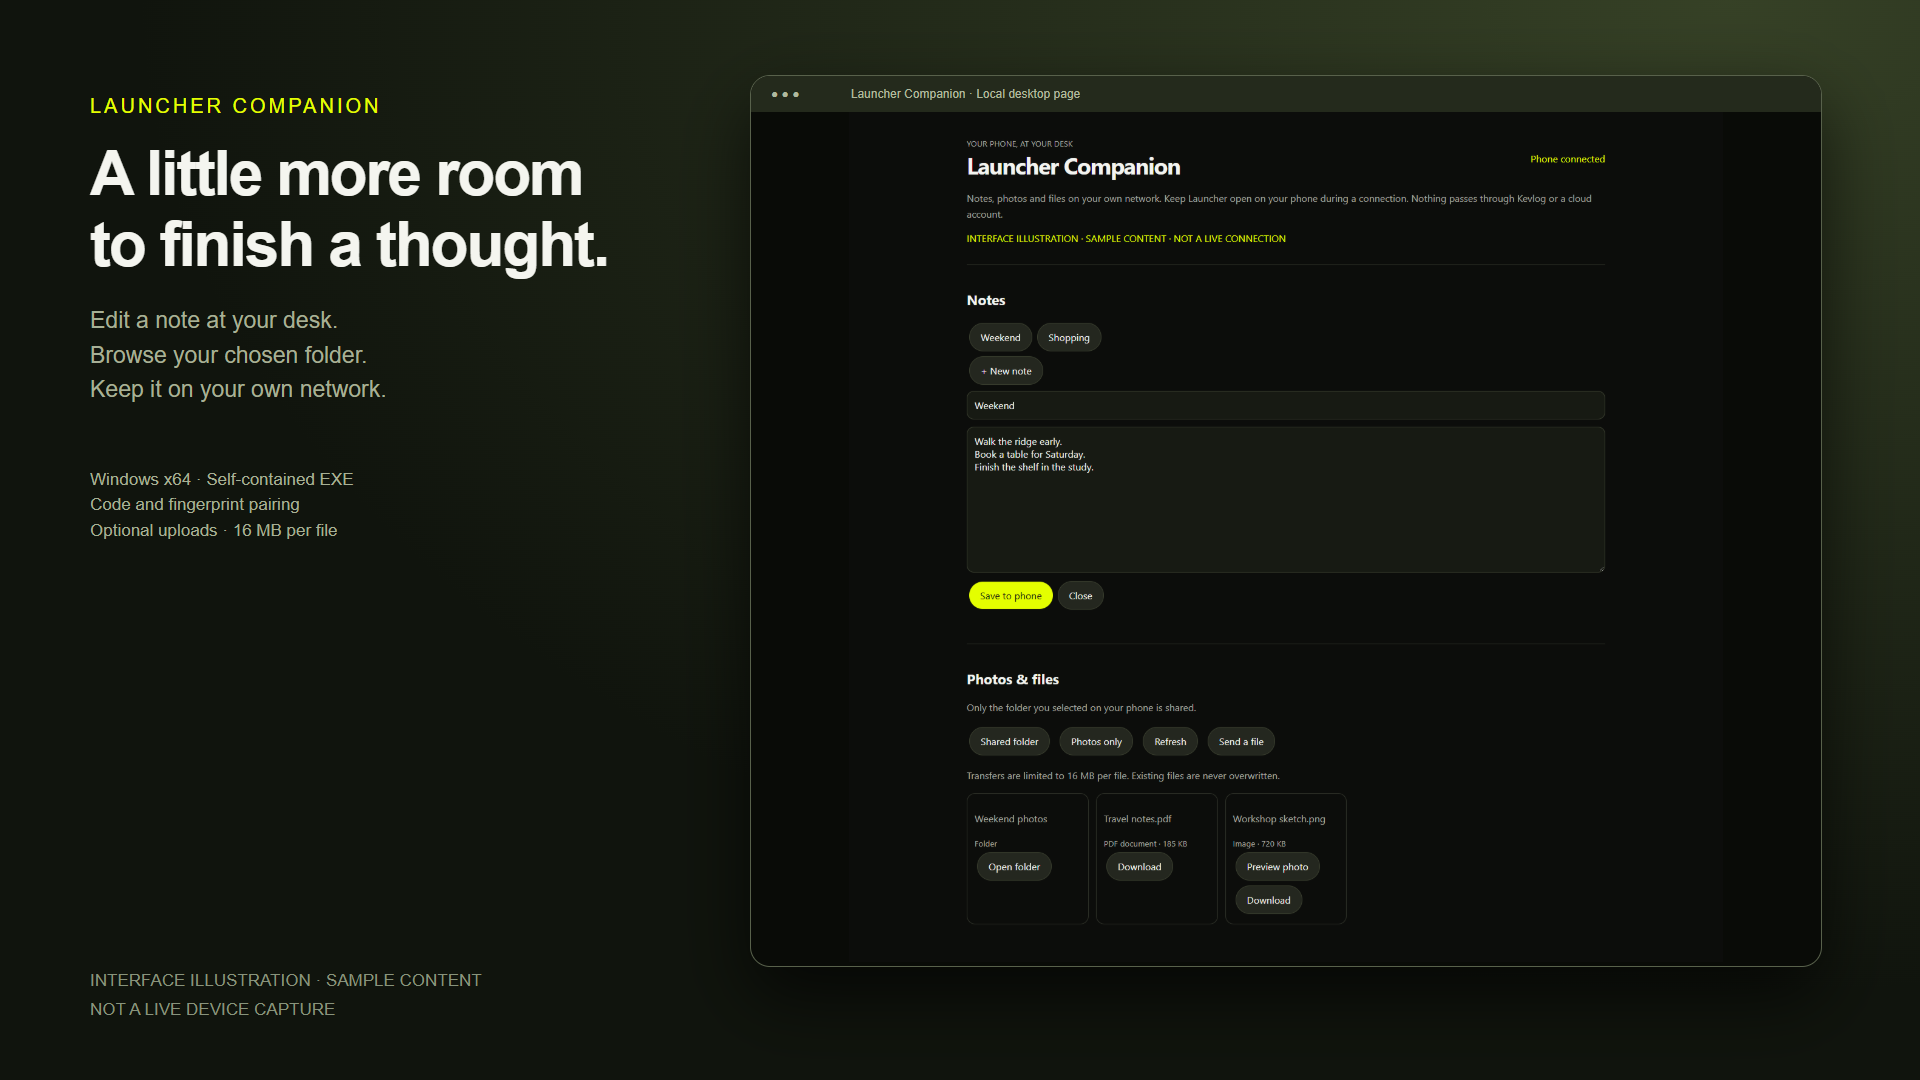 LAUNCHER COMPANION
A little more room
to finish a thought.
Edit a note at your desk.
Browse your chosen folder.
Keep it on your own network.
Windows x64 · Self-contained EXE
Code and fingerprint pairing
Optional uploads · 16 MB per file
INTERFACE ILLUSTRATION · SAMPLE CONTENT
NOT A LIVE DEVICE CAPTURE
Launcher Companion · Local desktop page
YOUR PHONE, AT YOUR DESK
Launcher Companion
Phone connected
Notes, photos and files on your own network. Keep Launcher open on your phone during a connection. Nothing passes through Kevlog or a cloud
account.
INTERFACE ILLUSTRATION · SAMPLE CONTENT · NOT A LIVE CONNECTION
Notes
Weekend Shopping
+ New note
Weekend
Walk the ridge early.
Book a table for Saturday.
Finish the shelf in the study.
Save to phone Close
Photos & files
Only the folder you selected on your phone is shared.
Shared folder Photos only Refresh Send a file
Transfers are limited to 16 MB per file. Existing files are never overwritten.
Weekend photos
Folder
Open folder
Travel notes.pdf
PDF document · 185 KB
Download
Workshop sketch.png
Image · 720 KB
Preview photo
Download